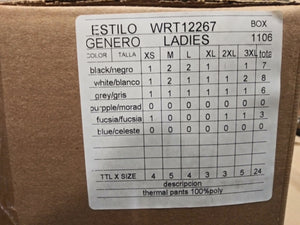 ESTILO WRT12267 BOX
GENERO LADIES 1106
COLOR TALLA XS M L XL 2XL 3XL tota
black/negro 1 2 1 1 1 1 7
white/blanco 1 2 2 1 2 8
grey/gris 1 1 1 1 1 1 6
purpple/morad 0 0 0 0 0 0 0
fucsia/fucsia 1 0 0 0 1 1 3
blue/celeste 0 0 0 0 0 0 0
TTL X SIZE 4 5 4 3 3 5 24
descripcion
thermal pants 100%poly